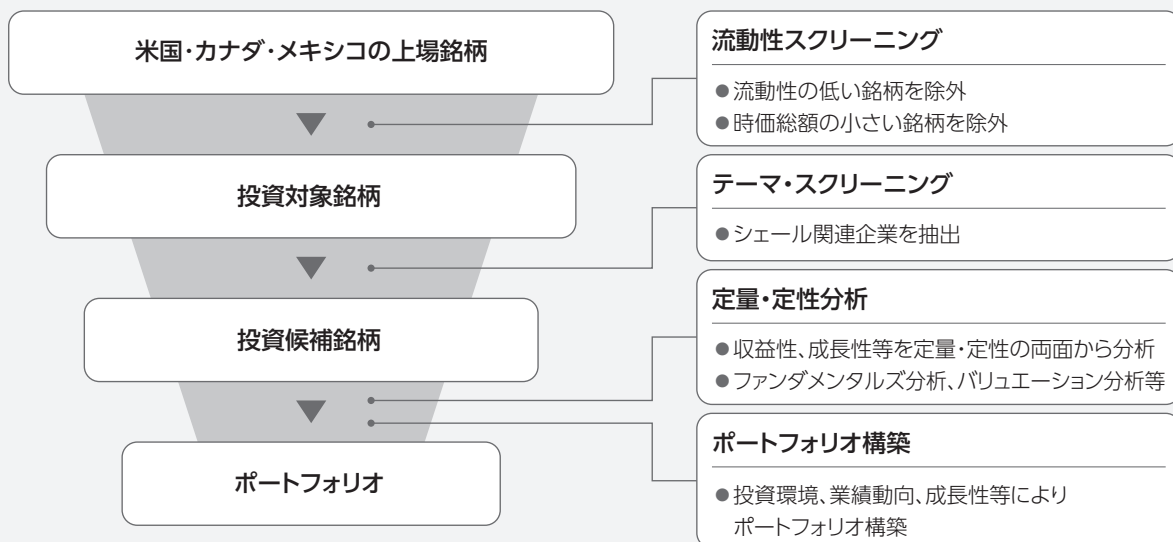 米国・カナダ・メキシコの上場銘柄
流動性スクリーニング
●流動性の低い銘柄を除外
●時価総額の小さい銘柄を除外
投資対象銘柄
テーマ・スクリーニング
●シェール関連企業を抽出
投資候補銘柄
定量・定性分析
●収益性、成長性等を定量・定性の両面から分析
●ファンダメンタルズ分析、バリュエーション分析等
ポートフォリオ
ポートフォリオ構築
●投資環境、業績動向、成長性等により
ポートフォリオ構築